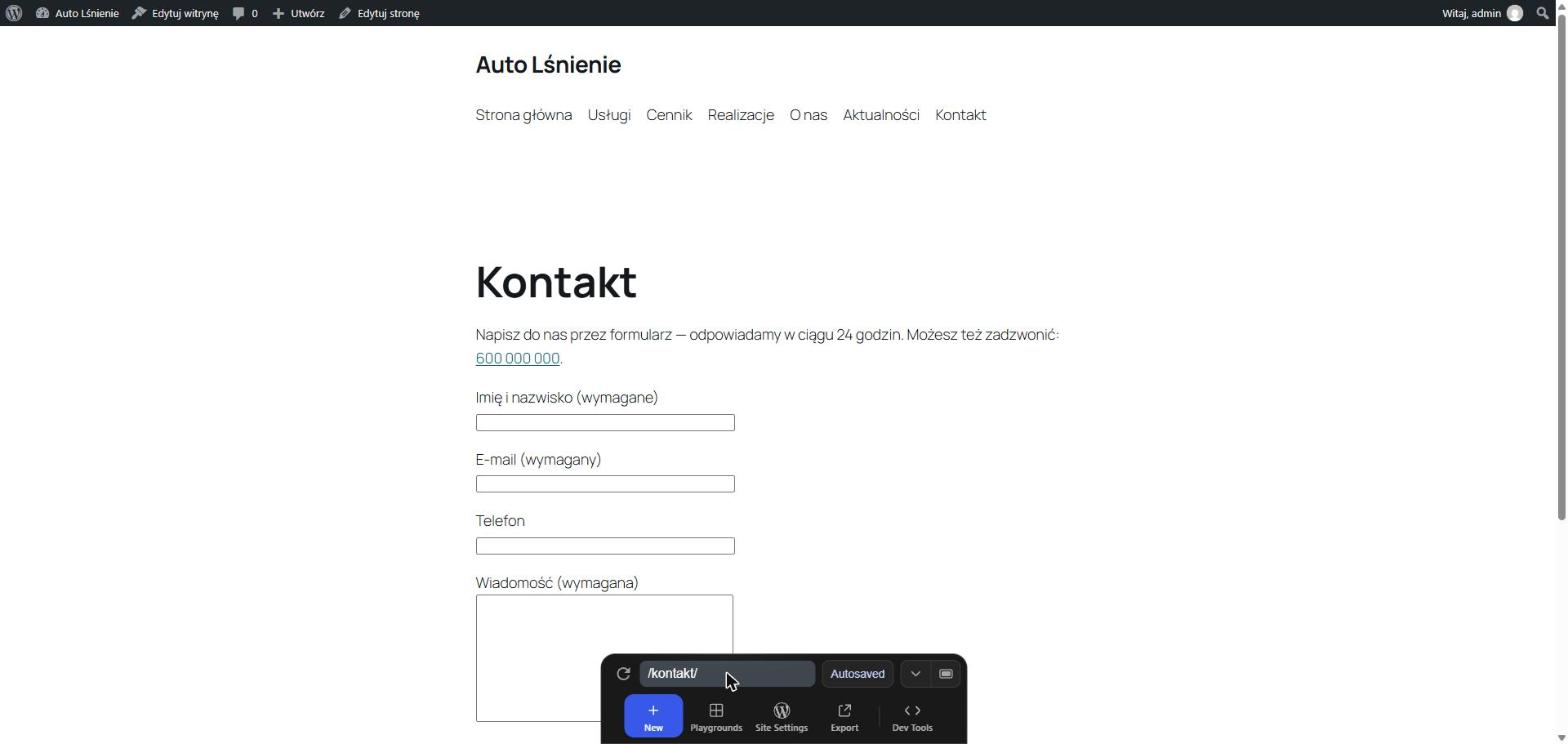 Auto Lśnienie Edytuj witrynę 0 Utwórz Edytuj stronę Witaj, admin
Auto Lśnienie
Strona główna Usługi Cennik Realizacje O nas Aktualności Kontakt
Kontakt
Napisz do nas przez formularz — odpowiadamy w ciągu 24 godzin. Możesz też zadzwonić:
600 000 000.
Imię i nazwisko (wymagane)
E-mail (wymagany)
Telefon
Wiadomość (wymagana)
/kontakt/ Autosaved
New Playgrounds Site Settings Export Dev Tools